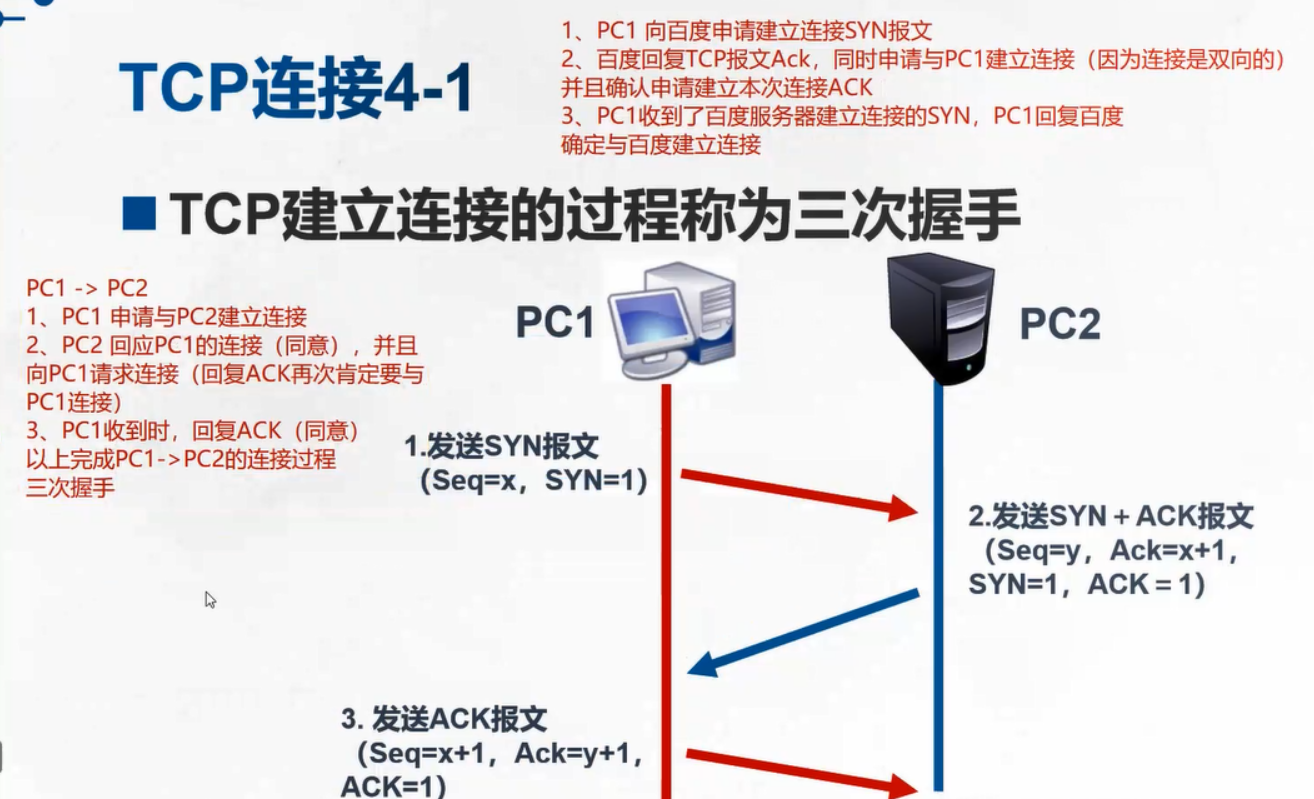 1、PC1 向百度申请建立连接SYN报文
2、百度回复TCP报文Ack，同时申请与PC1建立连接（因为连接是双向的）
并且确认申请建立本次连接ACK
3、PC1收到了百度服务器建立连接的SYN，PC1回复百度
确定与百度建立连接
TCP连接4-1
TCP建立连接的过程称为三次握手
PC1 -> PC2
1、PC1 申请与PC2建立连接
2、PC2 回应PC1的连接（同意），并且
向PC1请求连接（回复ACK再次肯定要与
PC1连接）
3、PC1收到时，回复ACK（同意）
以上完成PC1->PC2的连接过程
三次握手
PC1
PC2
1.发送SYN报文
（Seq=x，SYN=1）
2.发送SYN＋ACK报文
（Seq=y，Ack=x+1，
SYN=1，ACK＝1）
3. 发送ACK报文
（Seq=x+1，Ack=y+1，
ACK=1）